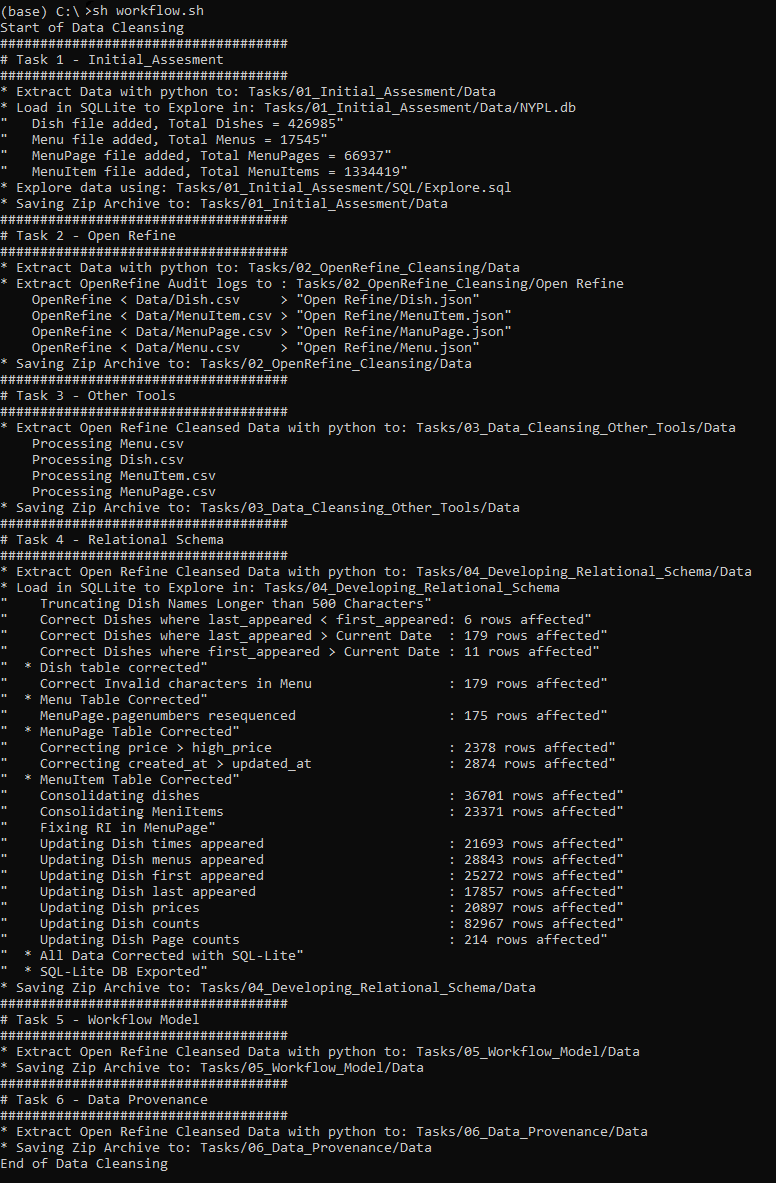 (base) C:\ >sh workflow.sh
Start of Data Cleansing
####################################
# Task 1 - Initial_Assesment
####################################
* Extract Data with python to: Tasks/01_Initial_Assesment/Data
* Load in SQLLite to Explore in: Tasks/01_Initial_Assesment/Data/NYPL.db
"   Dish file added, Total Dishes = 426985"
"   Menu file added, Total Menus = 17545"
"   MenuPage file added, Total MenuPages = 66937"
"   MenuItem file added, Total MenuItems = 1334419"
* Explore data using: Tasks/01_Initial_Assesment/SQL/Explore.sql
* Saving Zip Archive to: Tasks/01_Initial_Assesment/Data
####################################
# Task 2 - Open Refine
####################################
* Extract Data with python to: Tasks/02_OpenRefine_Cleansing/Data
* Extract OpenRefine Audit logs to : Tasks/02_OpenRefine_Cleansing/Open Refine
    OpenRefine < Data/Dish.csv     > "Open Refine/Dish.json"
    OpenRefine < Data/MenuItem.csv > "Open Refine/MenuItem.json"
    OpenRefine < Data/MenuPage.csv > "Open Refine/ManuPage.json"
    OpenRefine < Data/Menu.csv     > "Open Refine/Menu.json"
* Saving Zip Archive to: Tasks/02_OpenRefine_Cleansing/Data
####################################
# Task 3 - Other Tools
####################################
* Extract Open Refine Cleansed Data with python to: Tasks/03_Data_Cleansing_Other_Tools/Data
    Processing Menu.csv
    Processing Dish.csv
    Processing MenuItem.csv
    Processing MenuPage.csv
* Saving Zip Archive to: Tasks/03_Data_Cleansing_Other_Tools/Data
####################################
# Task 4 - Relational Schema
####################################
* Extract Open Refine Cleansed Data with python to: Tasks/04_Developing_Relational_Schema/Data
* Load in SQLLite to Explore in: Tasks/04_Developing_Relational_Schema
"    Truncating Dish Names Longer than 500 Characters"
"    Correct Dishes where last_appeared < first_appeared: 6 rows affected"
"    Correct Dishes where last_appeared > Current Date  : 179 rows affected"
"    Correct Dishes where first_appeared > Current Date : 11 rows affected"
"  * Dish table corrected"
"    Correct Invalid characters in Menu                 : 179 rows affected"
"  * Menu Table Corrected"
"    MenuPage.pagenumbers resequenced                   : 175 rows affected"
"  * MenuPage Table Corrected"
"    Correcting price > high_price                      : 2378 rows affected"
"    Correcting created_at > updated_at                 : 2874 rows affected"
"  * MenuItem Table Corrected"
"    Consolidating dishes                               : 36701 rows affected"
"    Consolidating MeniItems                            : 23371 rows affected"
"    Fixing RI in MenuPage"
"    Updating Dish times appeared                       : 21693 rows affected"
"    Updating Dish menus appeared                       : 28843 rows affected"
"    Updating Dish first appeared                       : 25272 rows affected"
"    Updating Dish last appeared                        : 17857 rows affected"
"    Updating Dish prices                               : 20897 rows affected"
"    Updating Dish counts                               : 82967 rows affected"
"    Updating Dish Page counts                          : 214 rows affected"
"  * All Data Corrected with SQL-Lite"
"  * SQL-Lite DB Exported"
* Saving Zip Archive to: Tasks/04_Developing_Relational_Schema/Data
####################################
# Task 5 - Workflow Model
####################################
* Extract Open Refine Cleansed Data with python to: Tasks/05_Workflow_Model/Data
* Saving Zip Archive to: Tasks/05_Workflow_Model/Data
####################################
# Task 6 - Data Provenance
####################################
* Extract Open Refine Cleansed Data with python to: Tasks/06_Data_Provenance/Data
* Saving Zip Archive to: Tasks/06_Data_Provenance/Data
End of Data Cleansing